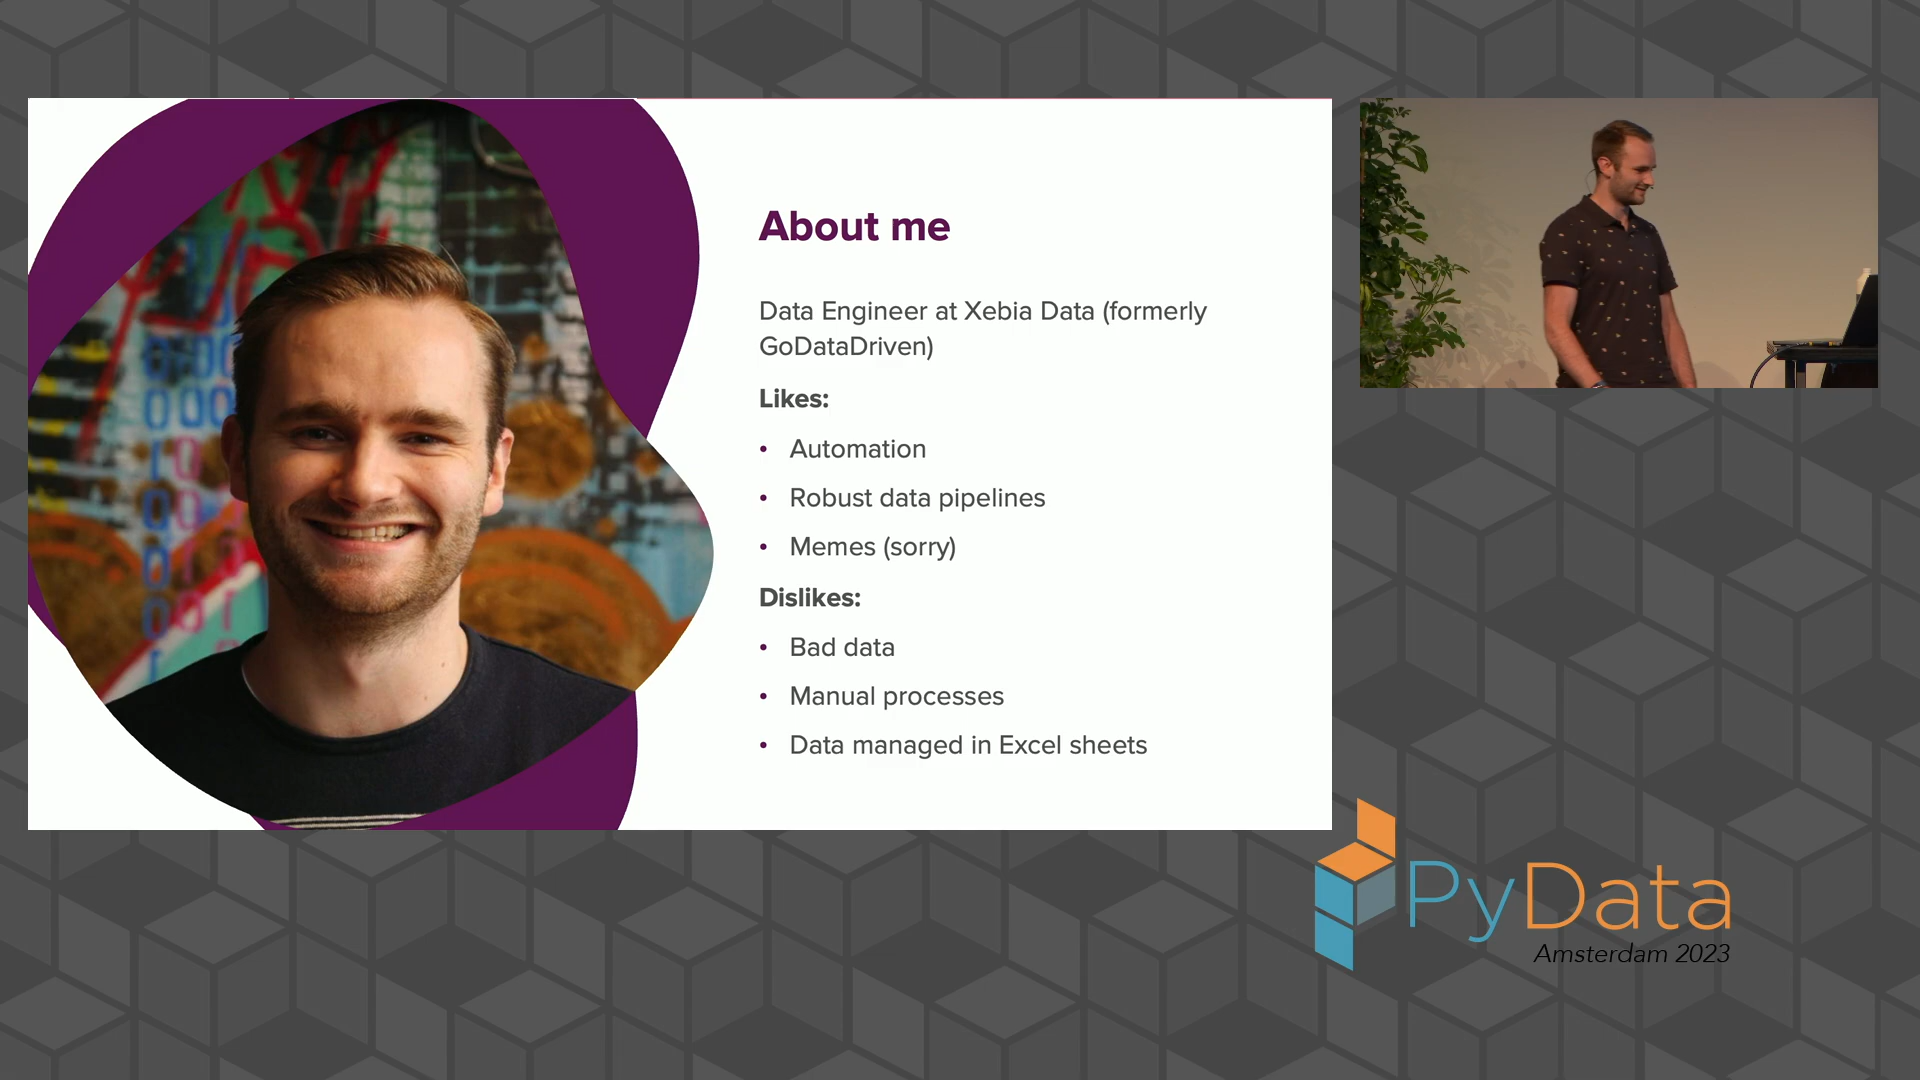 About me
Data Engineer at Xebia Data (formerly
GoDataDriven)
Likes:
• Automation
• Robust data pipelines
• Memes (sorry)
Dislikes:
• Bad data
• Manual processes
• Data managed in Excel sheets
PyData
Amsterdam 2023